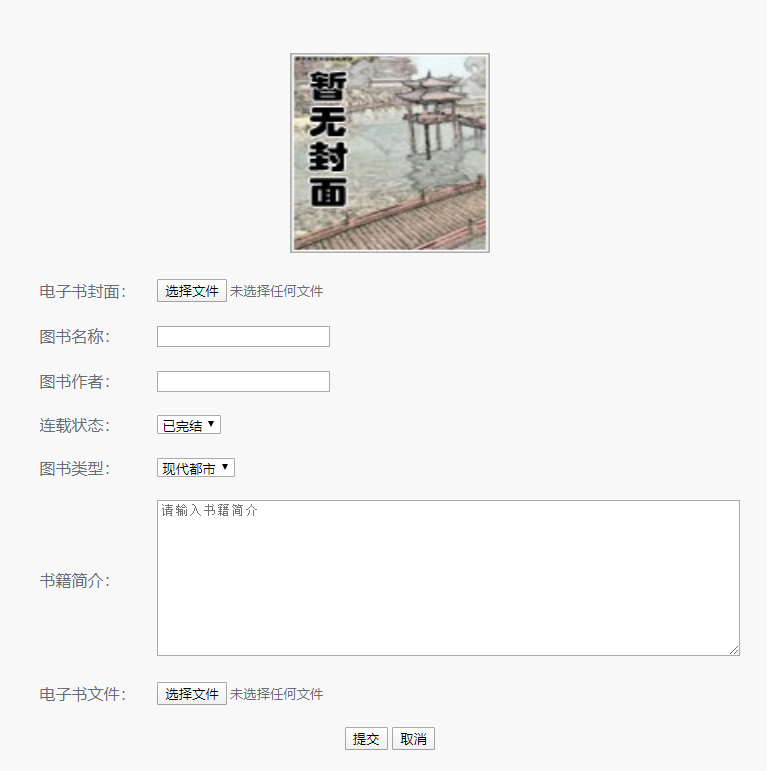 暂无封面
电子书封面： 选择文件 未选择任何文件
图书名称：
图书作者：
连载状态： 已完结
图书类型： 现代都市
请输入书籍简介
书籍简介：
电子书文件： 选择文件 未选择任何文件
提交 取消